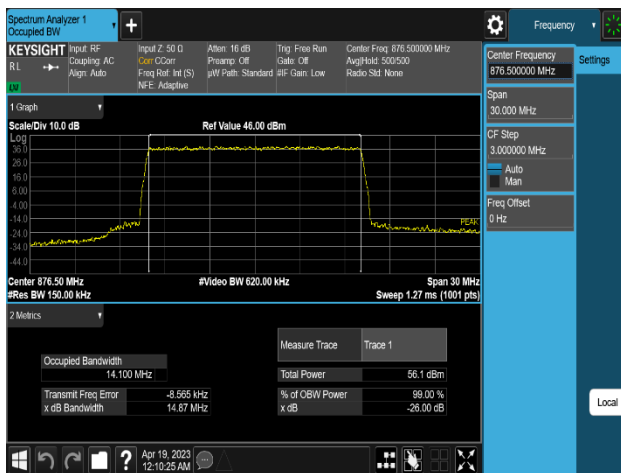 Spectrum Analyzer 1
Occupied BW
Frequency
KEYSIGHT
R L
Input: RF
Coupling: AC
Align: Auto
Input Z: 50 Ω
Corr CCorr
Freq Ref: Int (S)
NFE: Adaptive
Atten: 16 dB
Preamp: Off
µW Path: Standard
Trig: Free Run
Gate: Off
#IF Gain: Low
Center Freq: 876.500000 MHz
Avg|Hold: 500/500
Radio Std: None
LXI
Center Frequency
876.500000 MHz
Settings
Span
30.000 MHz
CF Step
3.000000 MHz
Auto
Man
Freq Offset
0 Hz
1 Graph
Scale/Div 10.0 dB
Ref Value 46.00 dBm
Log
36.0
26.0
16.0
6.00
-4.00
-14.0
-24.0
-34.0
-44.0
PEAK
Center 876.50 MHz
#Video BW 620.00 kHz
Span 30 MHz
#Res BW 150.00 kHz
Sweep 1.27 ms (1001 pts)
2 Metrics
Measure Trace
Trace 1
Occupied Bandwidth
14.100 MHz
Total Power
56.1 dBm
Transmit Freq Error
-8.565 kHz
% of OBW Power
99.00 %
x dB Bandwidth
14.87 MHz
x dB
-26.00 dB
Local
Apr 19, 2023
12:10:25 AM